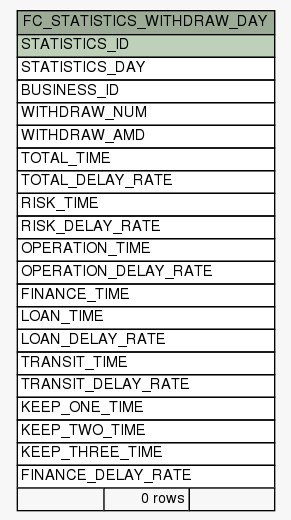 FC_STATISTICS_WITHDRAW_DAY
STATISTICS_ID
STATISTICS_DAY
BUSINESS_ID
WITHDRAW_NUM
WITHDRAW_AMD
TOTAL_TIME
TOTAL_DELAY_RATE
RISK_TIME
RISK_DELAY_RATE
OPERATION_TIME
OPERATION_DELAY_RATE
FINANCE_TIME
LOAN_TIME
LOAN_DELAY_RATE
TRANSIT_TIME
TRANSIT_DELAY_RATE
KEEP_ONE_TIME
KEEP_TWO_TIME
KEEP_THREE_TIME
FINANCE_DELAY_RATE
0 rows